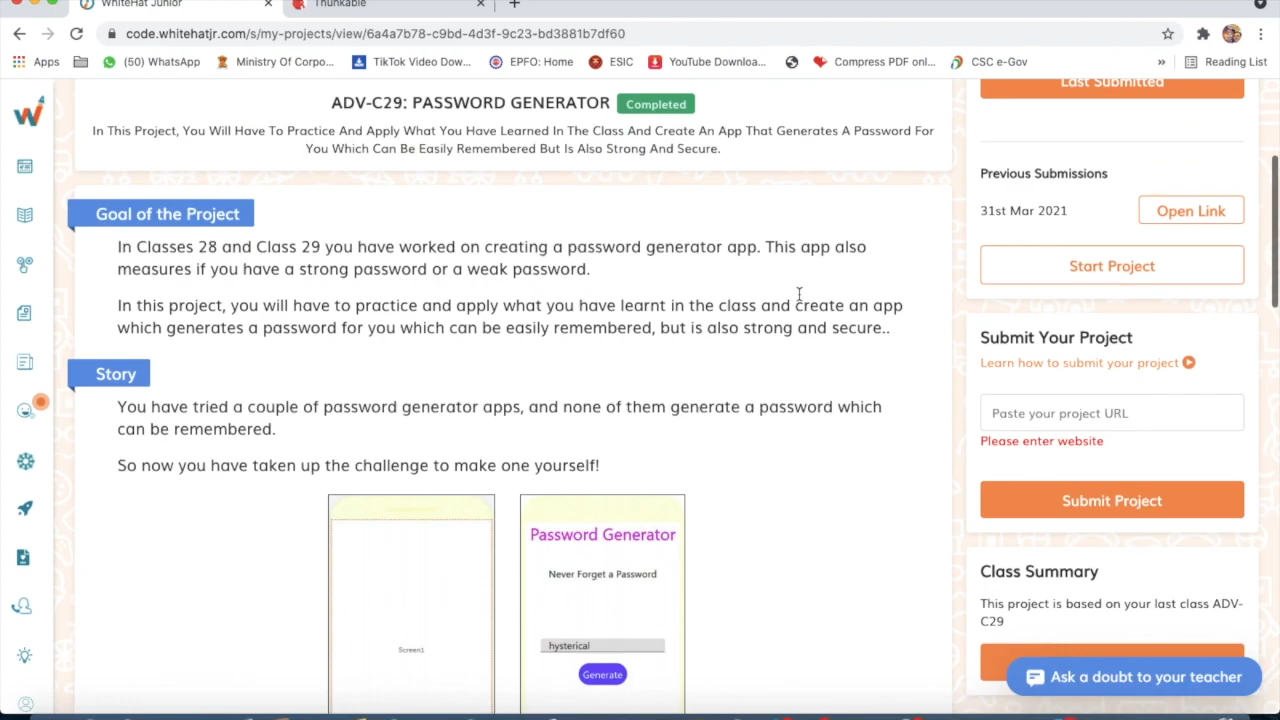 WhiteHat Junior
Thunkable
code.whitehatjr.com/s/my-projects/view/6a4a7b78-c9bd-4d3f-9c23-bd3881b7df60
Apps
(50) WhatsApp
Ministry Of Corpo...
TikTok Video Dow...
EPFO: Home
ESIC
YouTube Downloa...
Compress PDF onl...
CSC e-Gov
»
Reading List
ADV-C29: PASSWORD GENERATOR Completed
In This Project, You Will Have To Practice And Apply What You Have Learned In The Class And Create An App That Generates A Password For
You Which Can Be Easily Remembered But Is Also Strong And Secure.
Goal of the Project
In Classes 28 and Class 29 you have worked on creating a password generator app. This app also
measures if you have a strong password or a weak password.
In this project, you will have to practice and apply what you have learnt in the class and create an app
which generates a password for you which can be easily remembered, but is also strong and secure..
Story
You have tried a couple of password generator apps, and none of them generate a password which
can be remembered.
So now you have taken up the challenge to make one yourself!
Screen1
Password Generator
Never Forget a Password
hysterical
Generate
Last Submitted
Previous Submissions
31st Mar 2021
Open Link
Start Project
Submit Your Project
Learn how to submit your project
Paste your project URL
Please enter website
Submit Project
Class Summary
This project is based on your last class ADV-
C29
Ask a doubt to your teacher